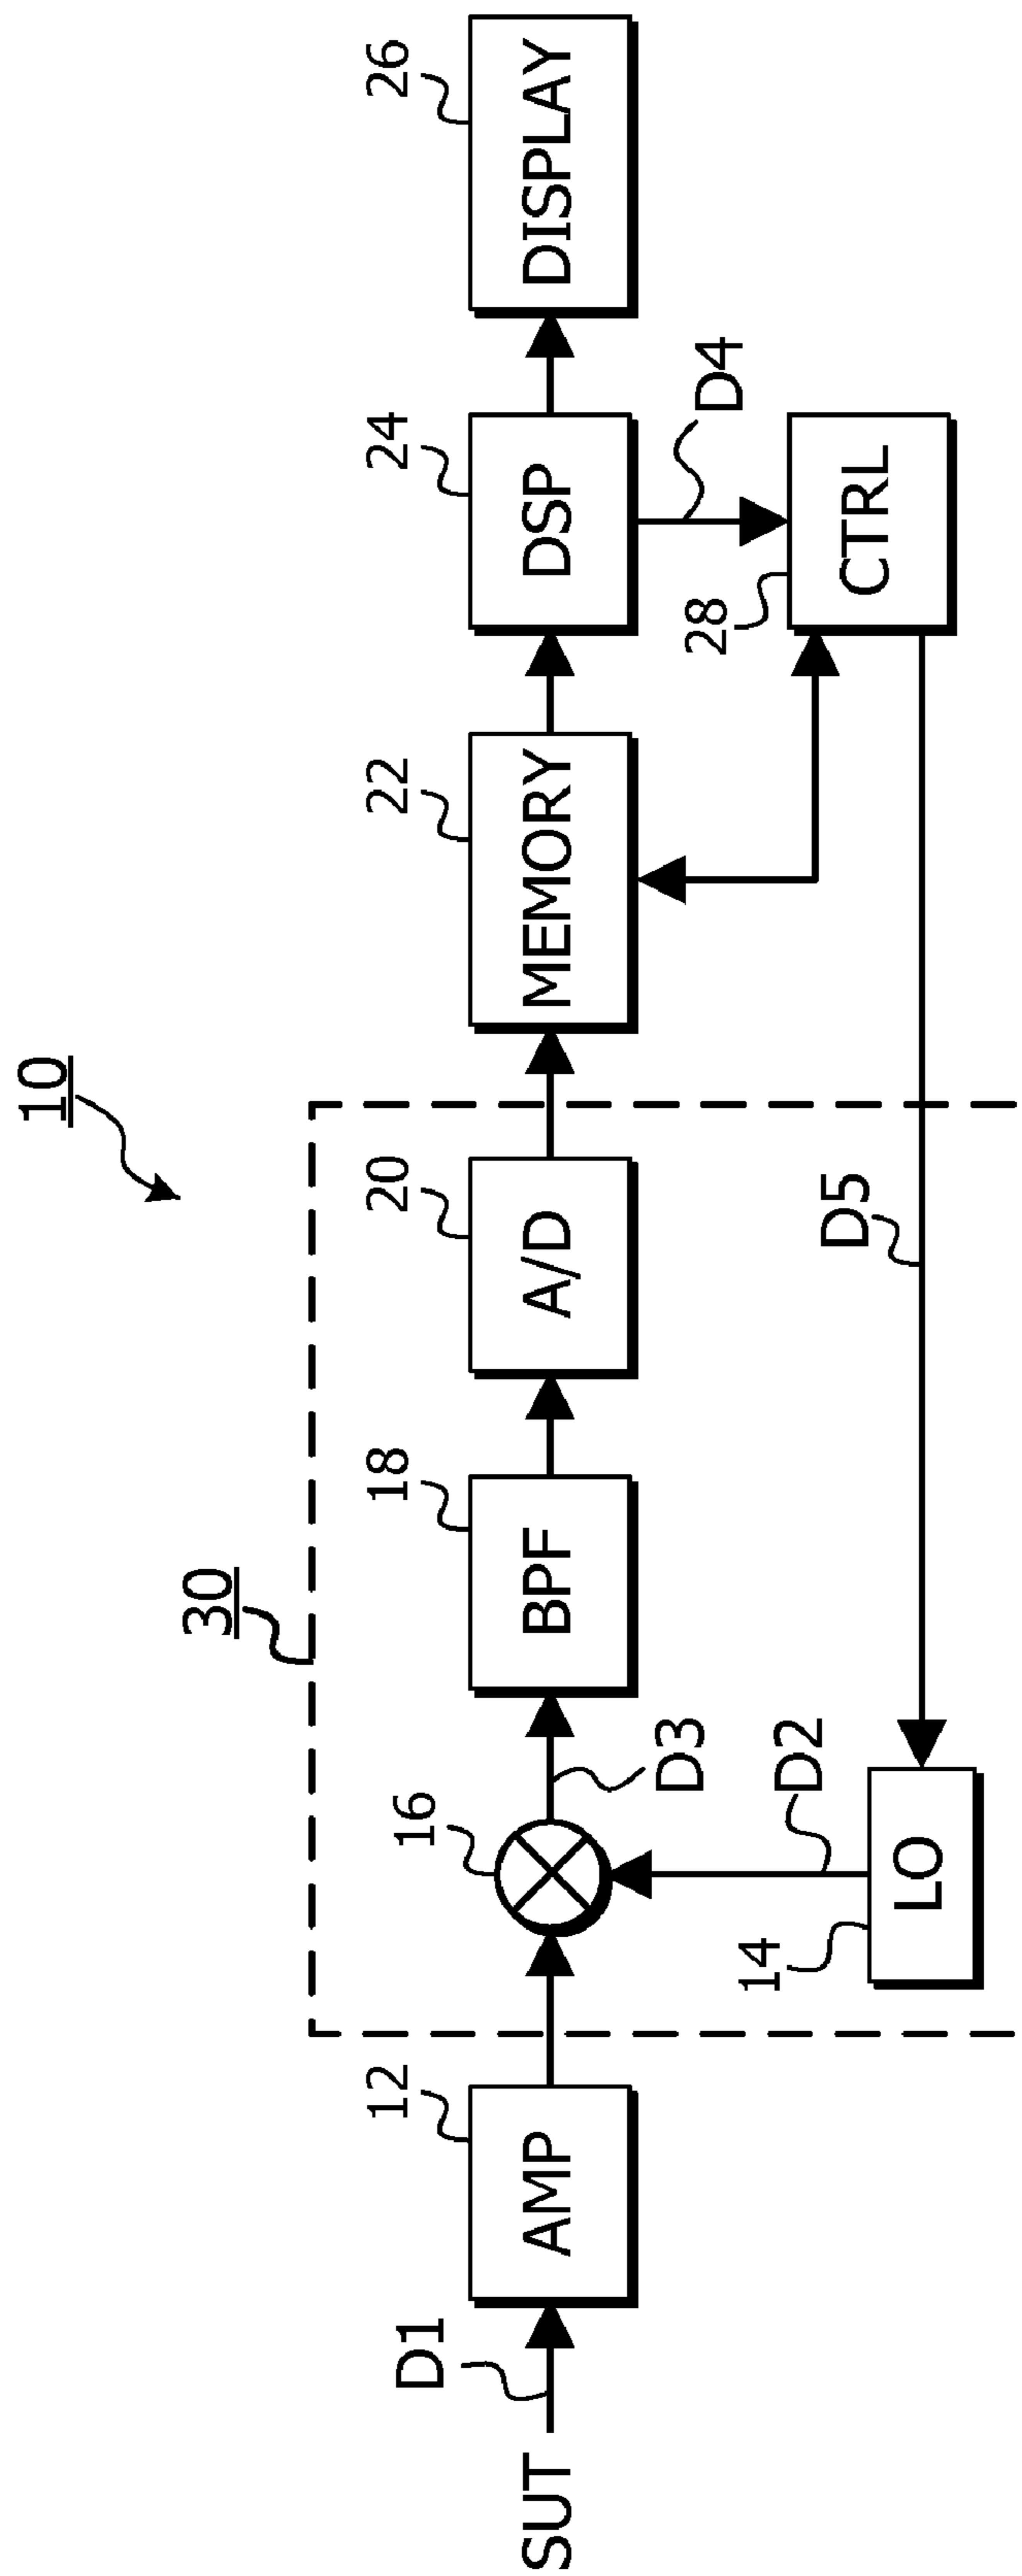 10
30
12
16
18
20
22
24
26
SUT
D1
AMP
BPF
A/D
MEMORY
DSP
DISPLAY
D3
28
D4
14
D2
D5
LO
CTRL